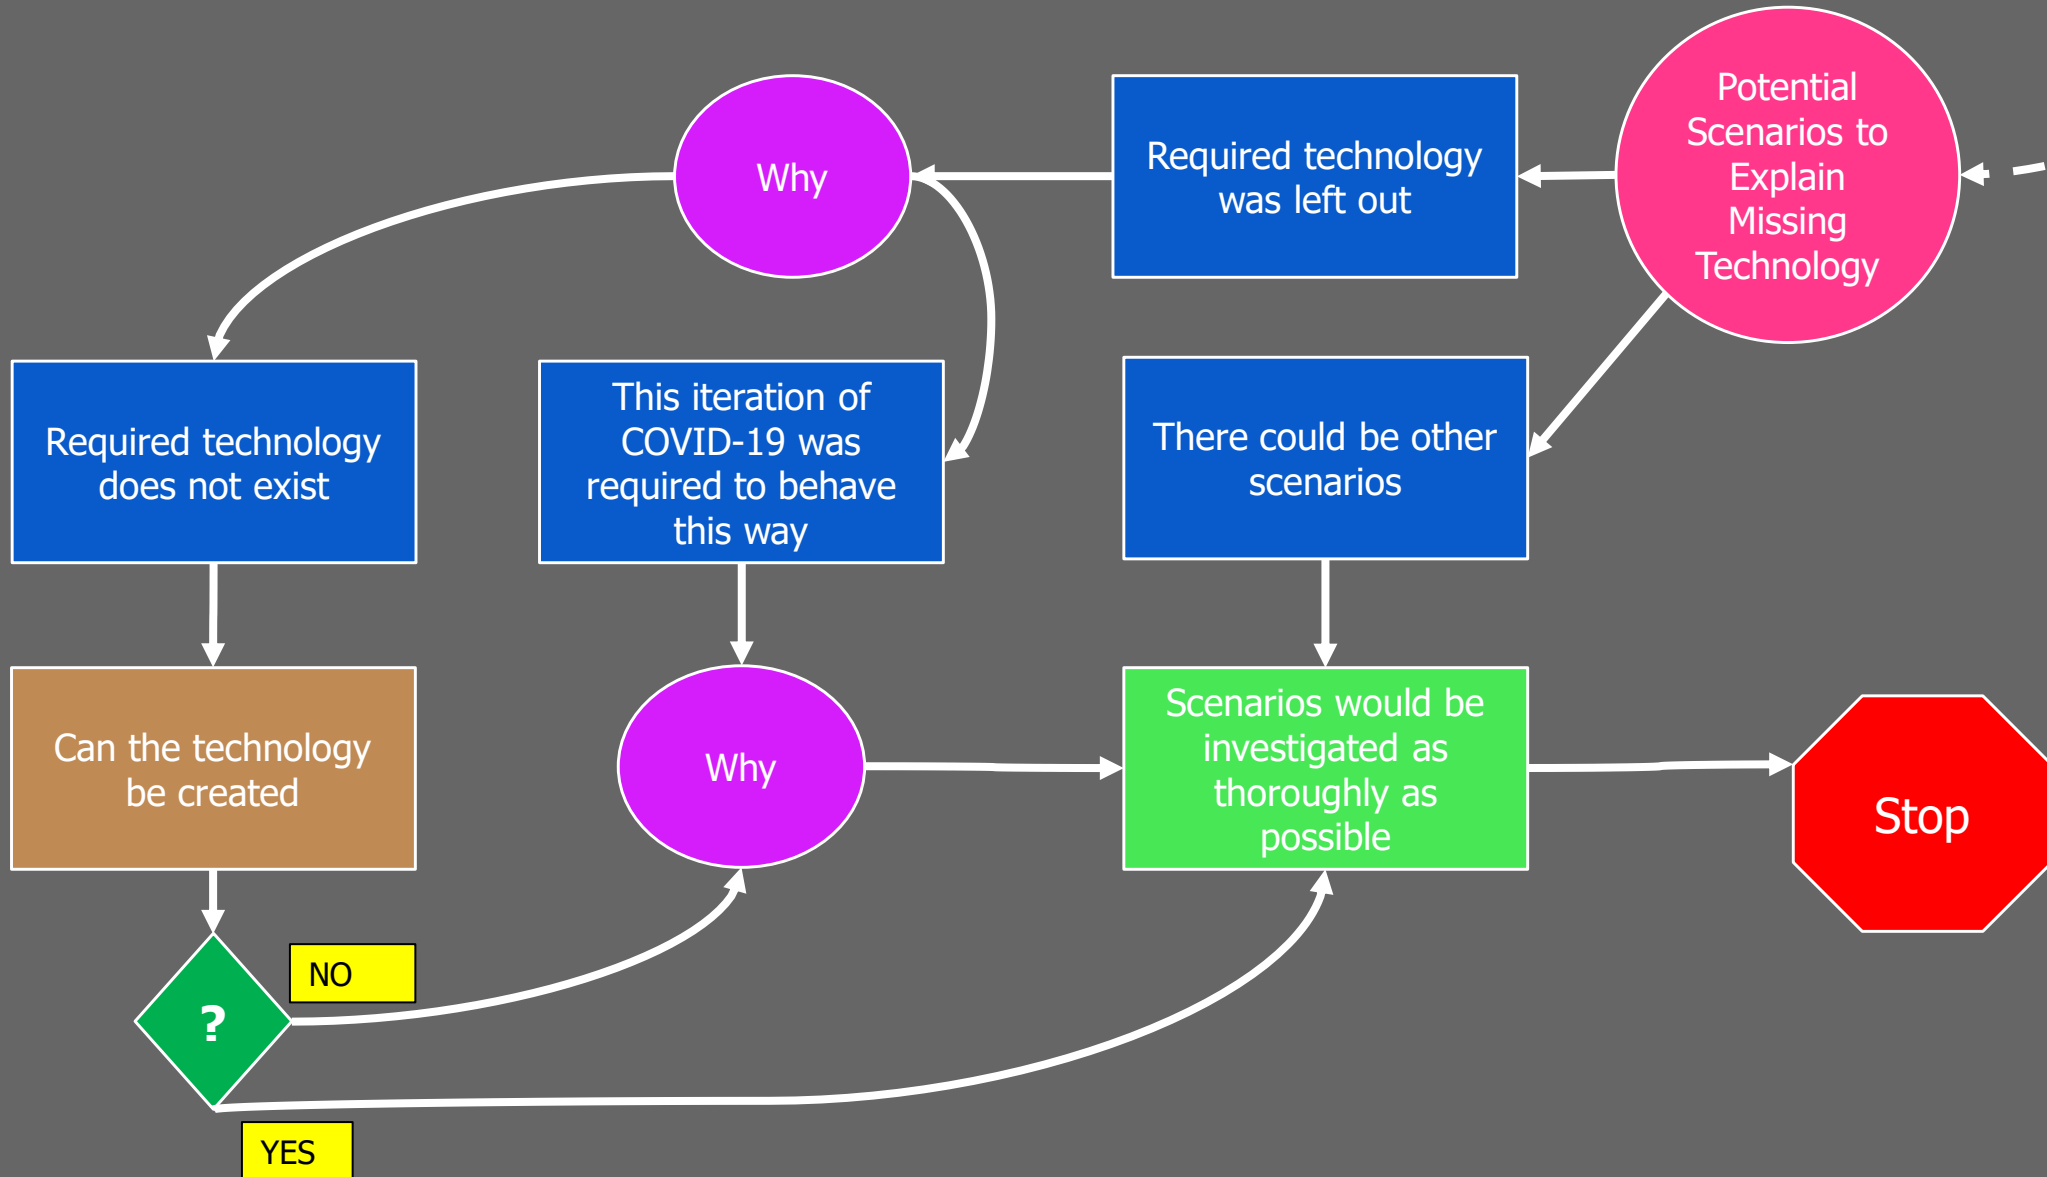 Potential
Scenarios to
Explain
Missing
Technology
Required technology
was left out
Why
Required technology
does not exist
This iteration of
COVID-19 was
required to behave
this way
There could be other
scenarios
Can the technology
be created
Why
Scenarios would be
investigated as
thoroughly as
possible
Stop
?
NO
YES